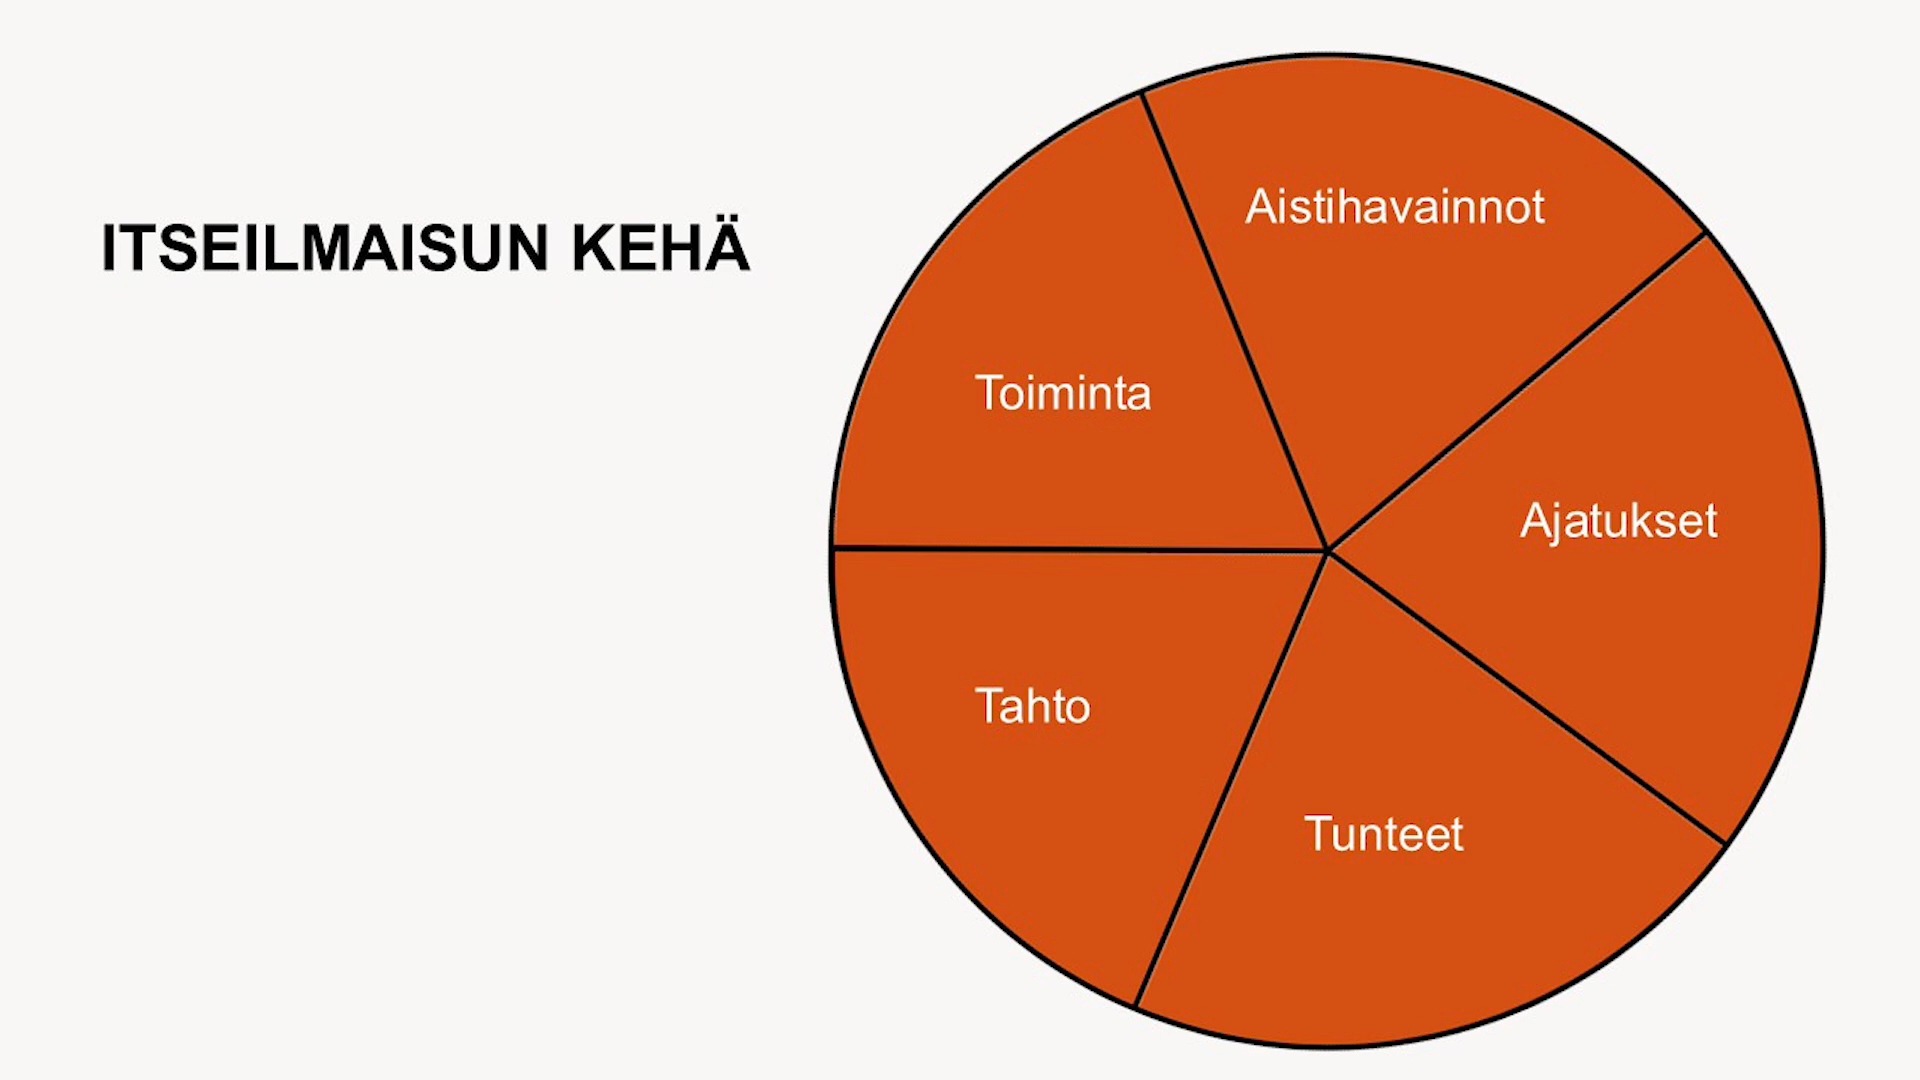 ITSEILMAISUN KEHÄ
Aistihavainnot
Ajatukset
Tunteet
Tahto
Toiminta